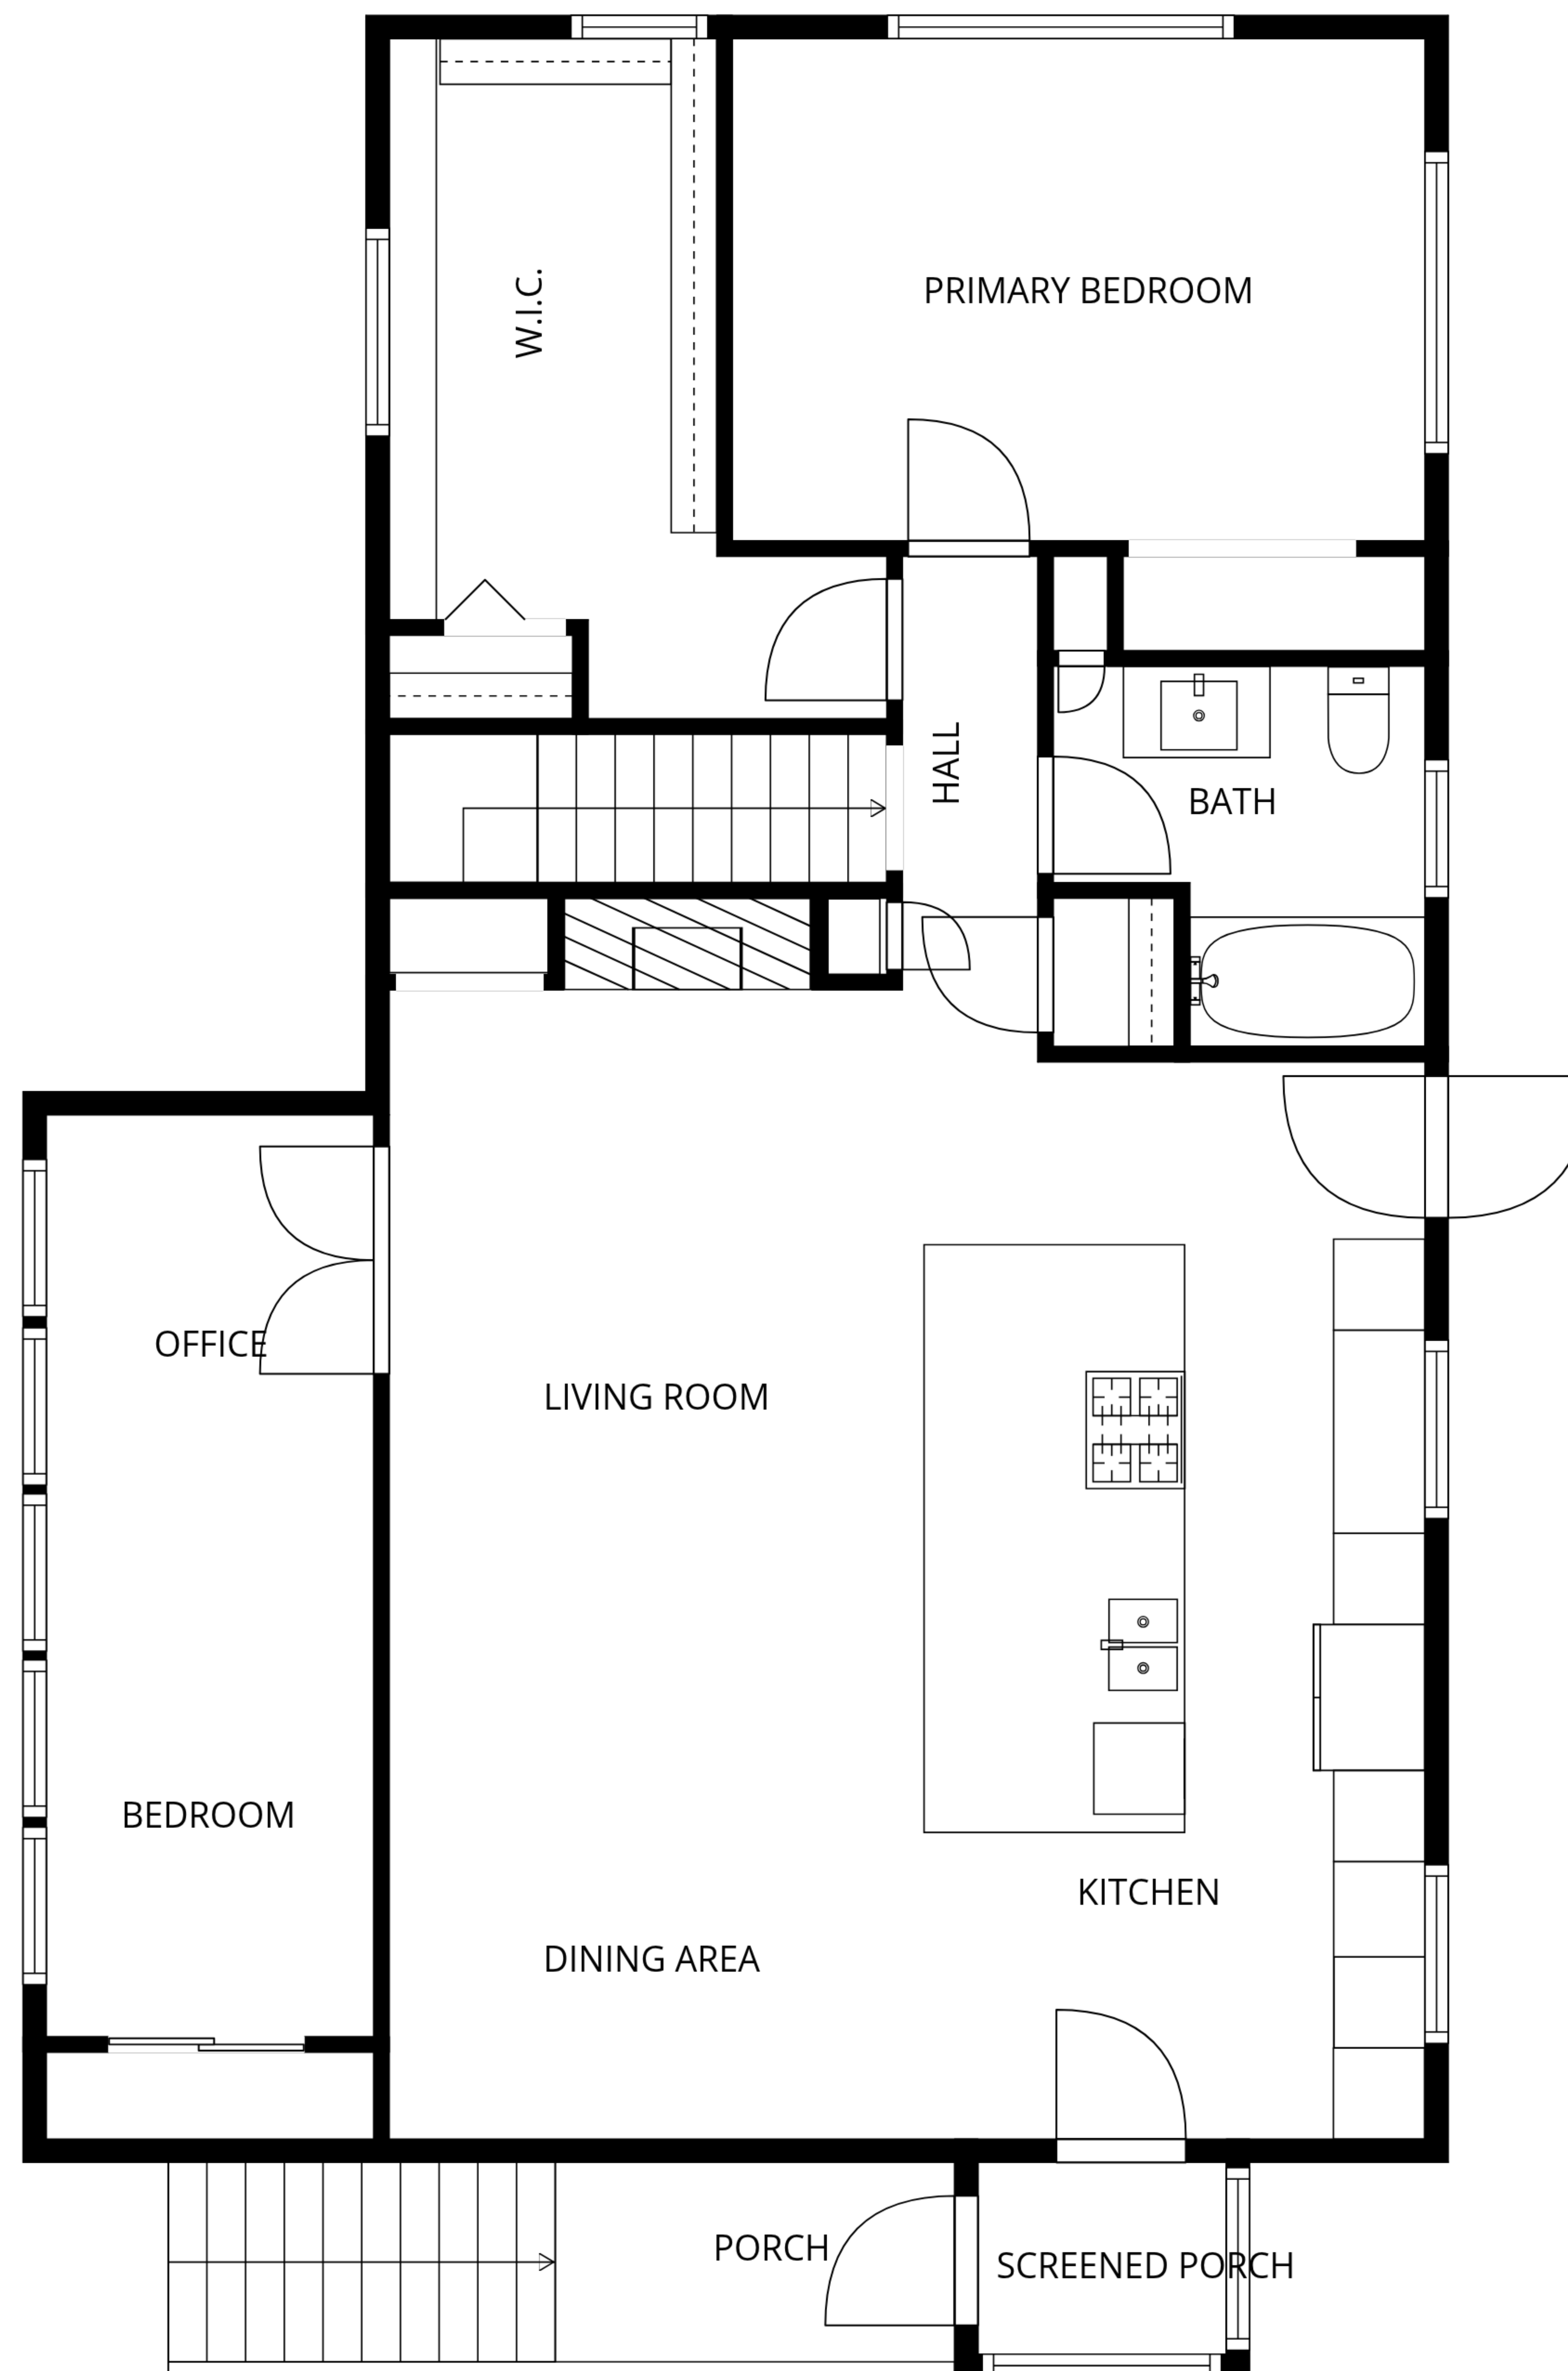 W.I.C.
PRIMARY BEDROOM
HALL
BATH
OFFICE
LIVING ROOM
BEDROOM
KITCHEN
DINING AREA
PORCH
SCREENED PORCH